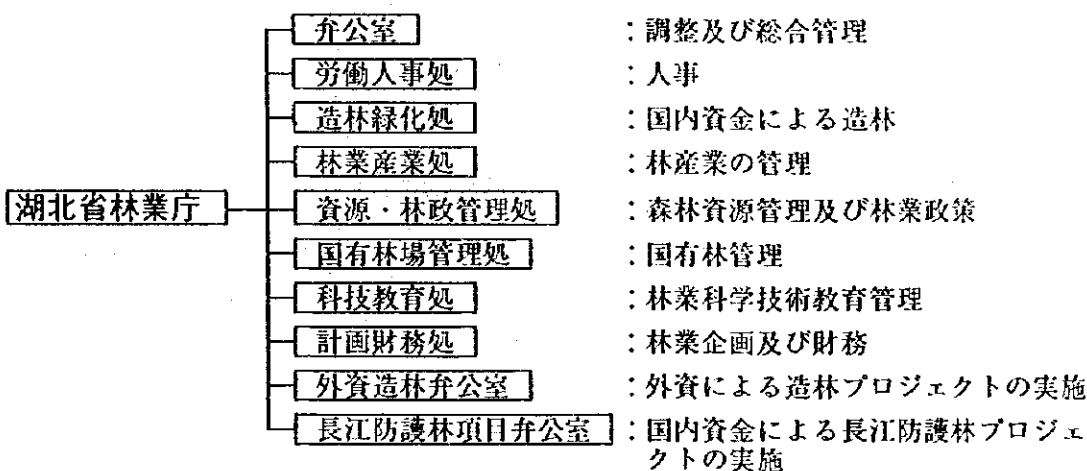 弁公室 : 調整及び総合管理
労働人事処 : 人事
造林緑化処 : 国内資金による造林
林業産業処 : 林産業の管理
湖北省林業庁 資源・林政管理処 : 森林資源管理及び林業政策
国有林場管理処 : 国有林管理
科技教育処 : 林業科学技術教育管理
計画財務処 : 林業企画及び財務
外資造林弁公室 : 外資による造林プロジェクトの実施
長江防護林項目弁公室 : 国内資金による長江防護林プロジェ
クトの実施